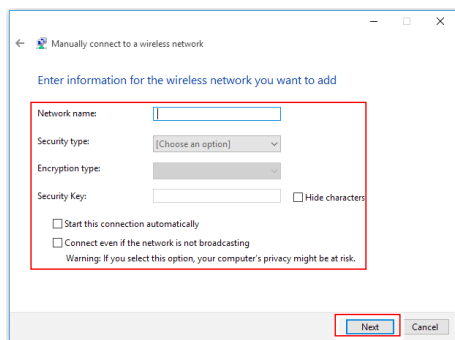 Manually connect to a wireless network
Enter information for the wireless network you want to add
Network name:
Security type: [Choose an option]
Encryption type:
Security Key: Hide characters
Start this connection automatically
Connect even if the network is not broadcasting
Warning: If you select this option, your computer's privacy might be at risk.
Next Cancel